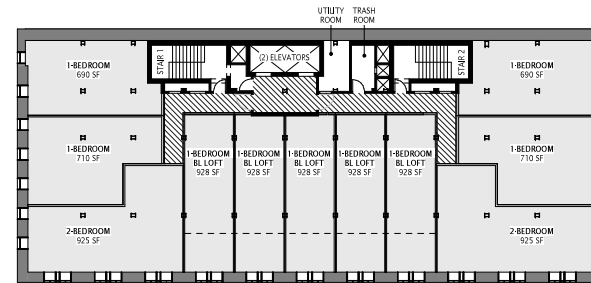 UTILITY
ROOM
TRASH
ROOM
STAIR 1
(2) ELEVATORS
STAIR 2
1-BEDROOM
690 SF
1-BEDROOM
690 SF
1-BEDROOM
710 SF
1-BEDROOM
BL LOFT
928 SF
1-BEDROOM
BL LOFT
928 SF
1-BEDROOM
BL LOFT
928 SF
1-BEDROOM
BL LOFT
928 SF
1-BEDROOM
BL LOFT
928 SF
1-BEDROOM
710 SF
2-BEDROOM
925 SF
2-BEDROOM
925 SF